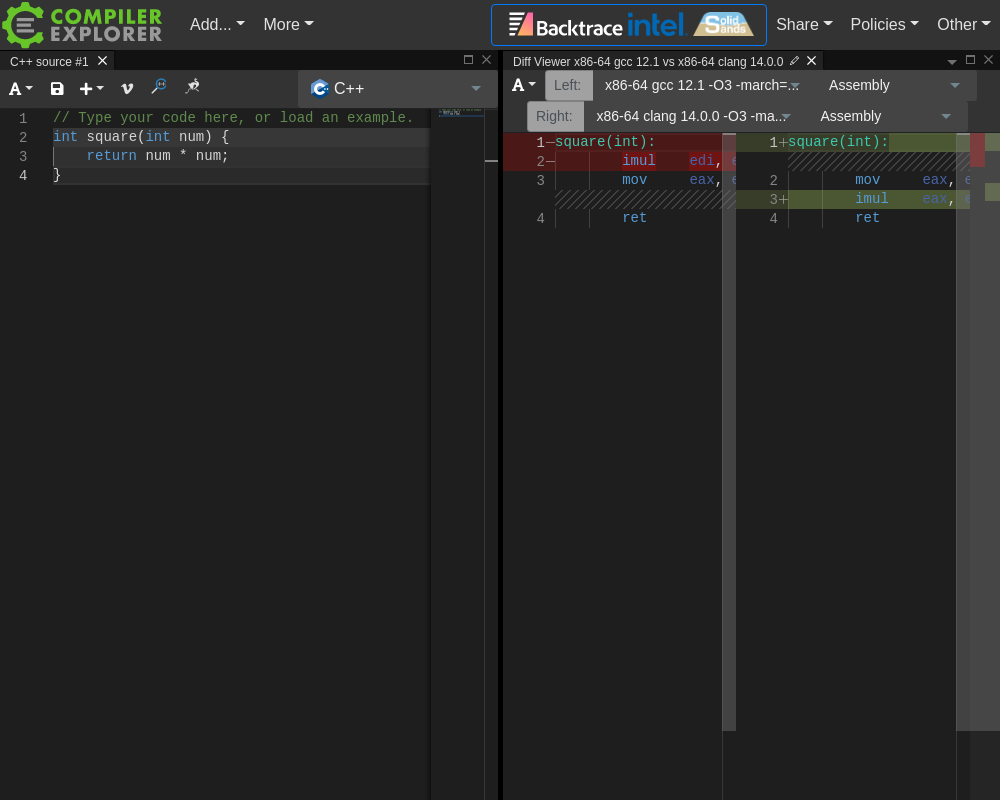 COMPILER
EXPLORER
Add...
More
Backtrace intel. Solid Sands
Share
Policies
Other
C++ source #1
A
C++
1 // Type your code here, or load an example.
2 int square(int num) {
3 return num * num;
4 }
Diff Viewer x86-64 gcc 12.1 vs x86-64 clang 14.0.0
A
Left: x86-64 gcc 12.1 -O3 -march=... Assembly
Right: x86-64 clang 14.0.0 -O3 -ma... Assembly
1—square(int):
2— imul edi,
3 mov eax,
4 ret
1+square(int):
2 mov eax,
3+ imul eax,
4 ret